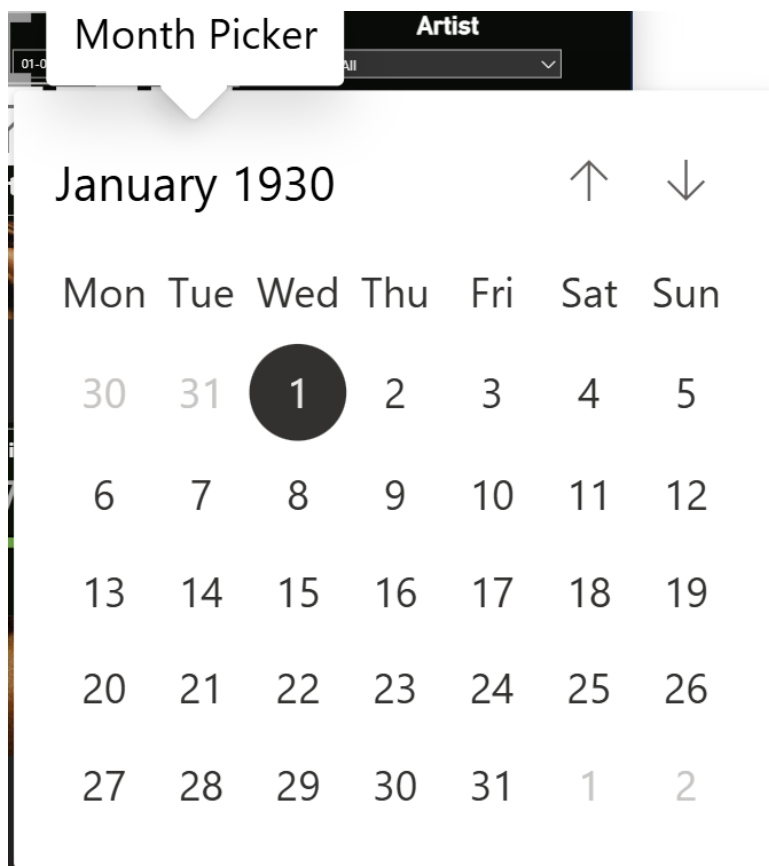 Month Picker
Artist
01-0
All
January 1930
Mon Tue Wed Thu Fri Sat Sun
30 31 1 2 3 4 5
6 7 8 9 10 11 12
13 14 15 16 17 18 19
20 21 22 23 24 25 26
27 28 29 30 31 1 2